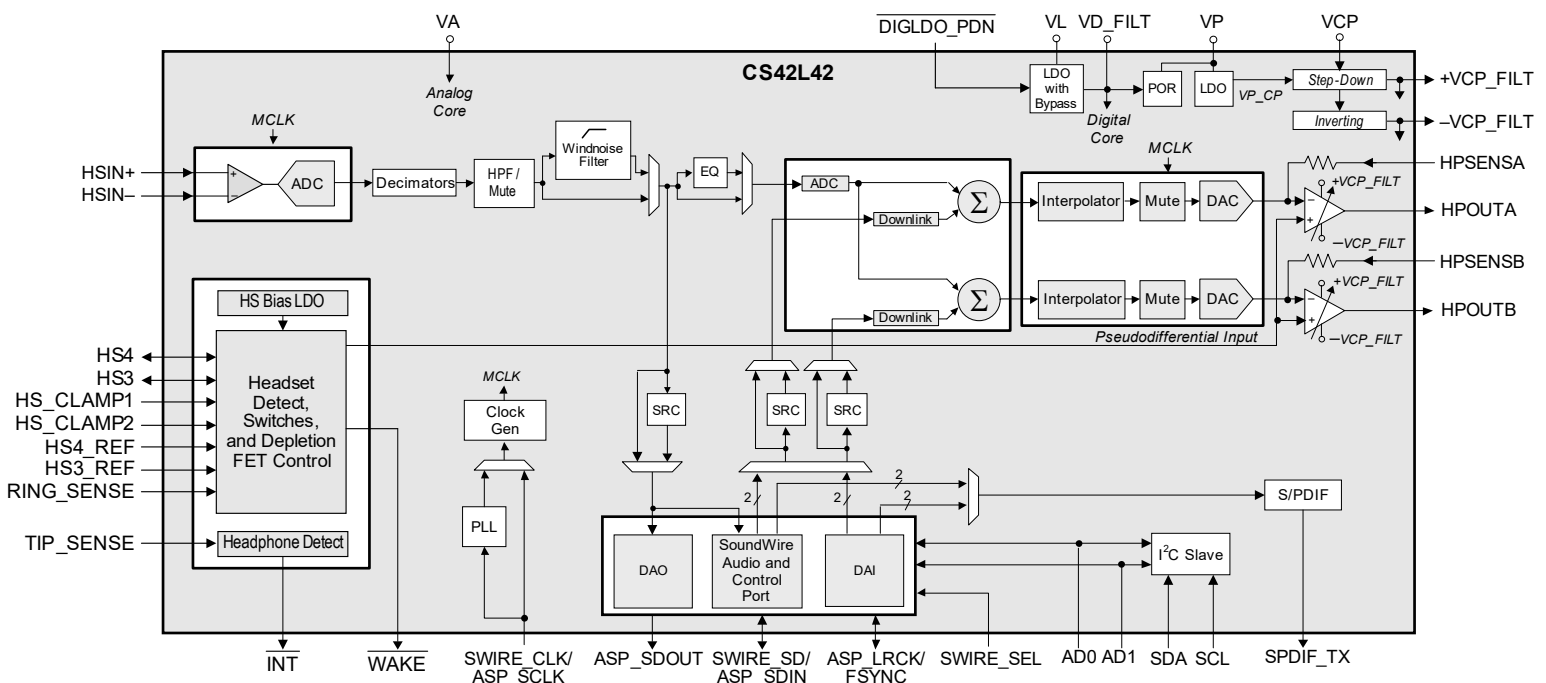 VA
DIGLDO_PDN
VL
VD_FILT
VP
VCP
CS42L42
Analog
Core
LDO
with
Bypass
Digital
Core
POR
LDO
VP_CP
Step-Down
Inverting
+VCP_FILT
–VCP_FILT
MCLK
HSIN+
HSIN–
+
−
ADC
Decimators
HPF /
Mute
Windnoise
Filter
EQ
ADC
Downlink
Σ
Downlink
Σ
MCLK
Interpolator
Mute
DAC
Interpolator
Mute
DAC
Pseudodifferential Input
HPSENSA
+VCP_FILT
−
+
HPOUTA
−VCP_FILT
HPSENSB
+VCP_FILT
−
+
HPOUTB
−VCP_FILT
HS Bias LDO
Headset
Detect,
Switches,
and Depletion
FET Control
Headphone Detect
HS4
HS3
HS_CLAMP1
HS_CLAMP2
HS4_REF
HS3_REF
RING_SENSE
TIP_SENSE
MCLK
Clock
Gen
PLL
SRC
SRC
SRC
2
2
2
2
DAO
SoundWire
Audio and
Control
Port
DAI
S/PDIF
I²C Slave
INT
WAKE
SWIRE_CLK/
ASP_SCLK
ASP_SDOUT
SWIRE_SD/
ASP_SDIN
ASP_LRCK/
FSYNC
SWIRE_SEL
AD0
AD1
SDA
SCL
SPDIF_TX